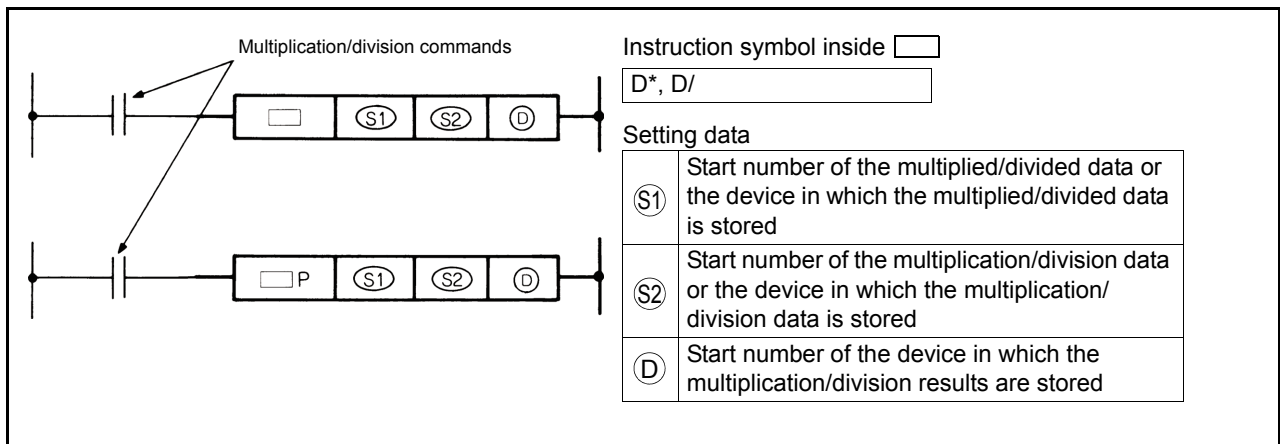 Multiplication/division commands
S1 S2 D
P S1 S2 D
Instruction symbol inside
D*, D/
Setting data
S1 Start number of the multiplied/divided data or
the device in which the multiplied/divided data
is stored
S2 Start number of the multiplication/division data
or the device in which the multiplication/
division data is stored
D Start number of the device in which the
multiplication/division results are stored